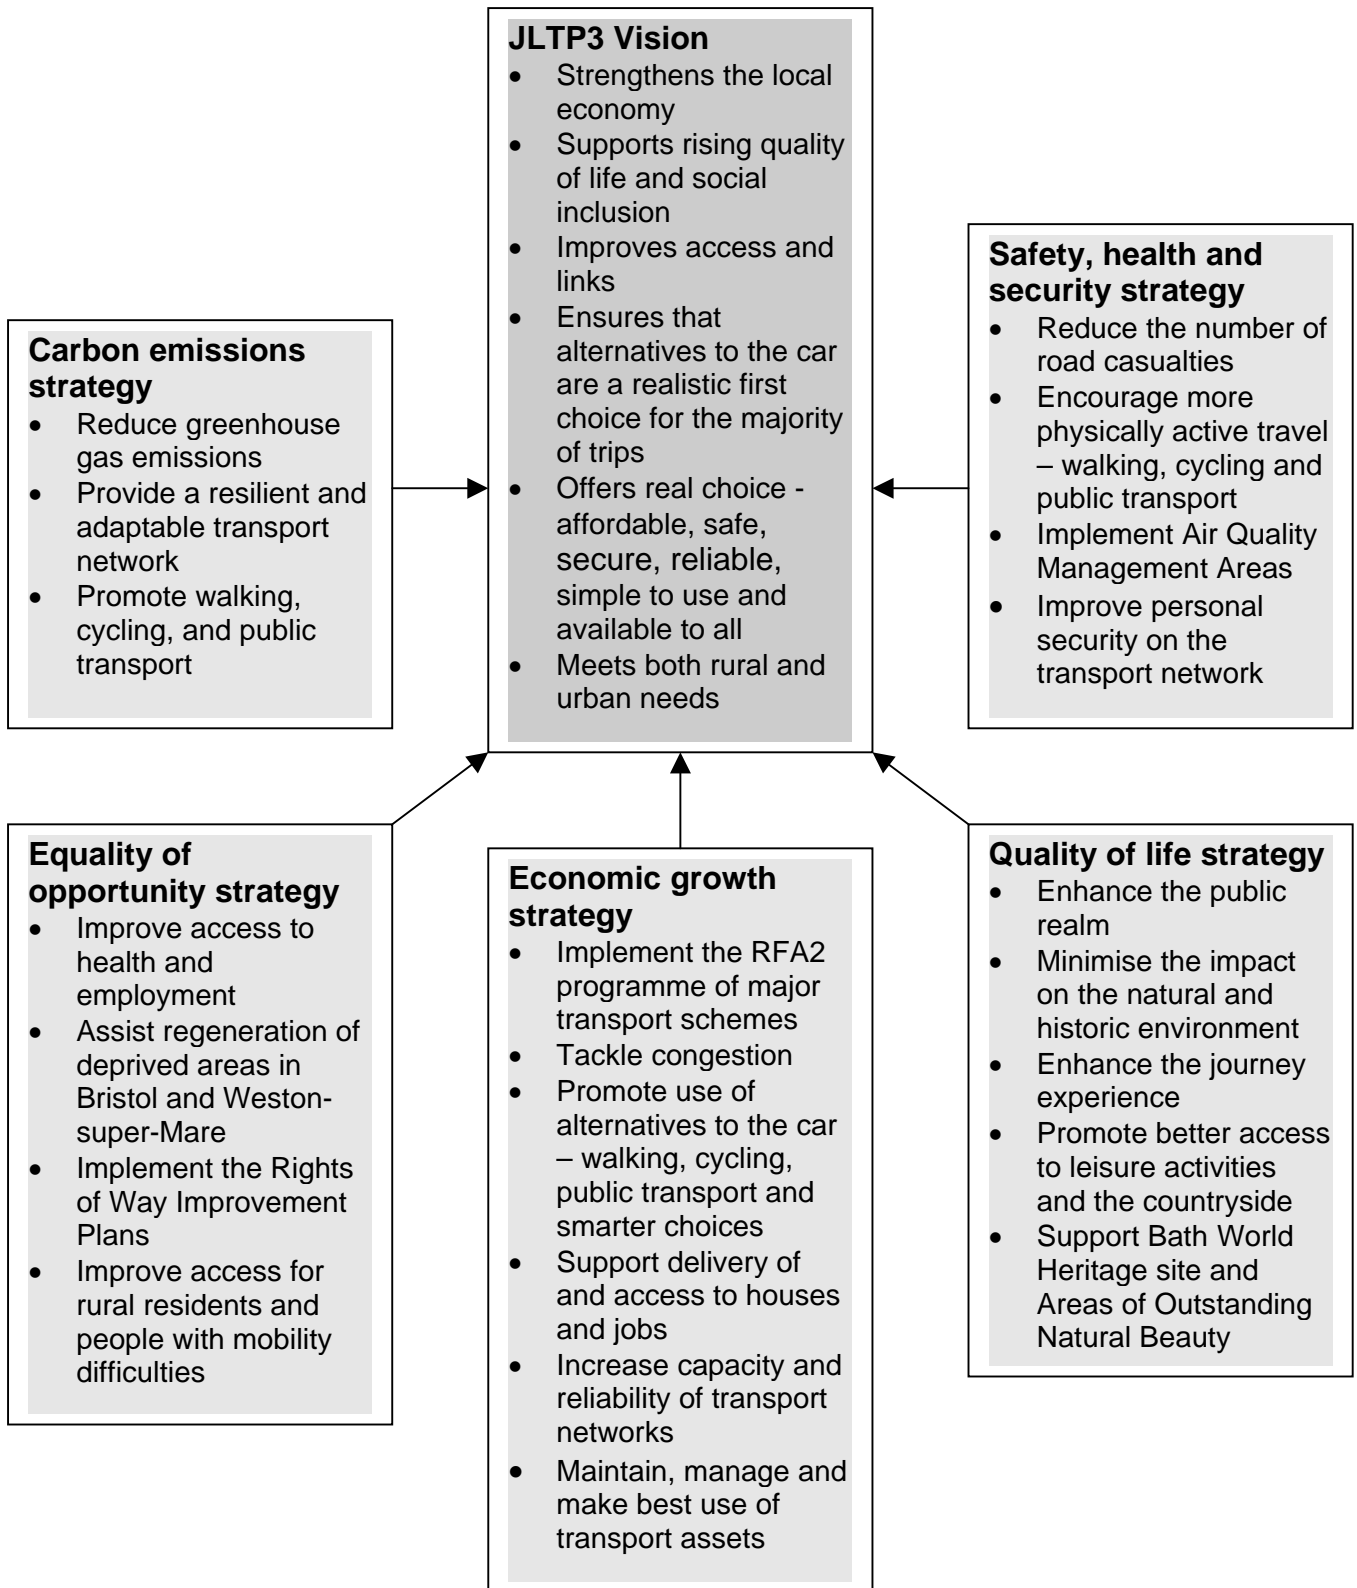 JLTP3 Vision
• Strengthens the local
economy
• Supports rising quality
of life and social
inclusion
• Improves access and
links
• Ensures that
alternatives to the car
are a realistic first
choice for the majority
of trips
• Offers real choice -
affordable, safe,
secure, reliable,
simple to use and
available to all
• Meets both rural and
urban needs
Carbon emissions
strategy
• Reduce greenhouse
gas emissions
• Provide a resilient and
adaptable transport
network
• Promote walking,
cycling, and public
transport
Safety, health and
security strategy
• Reduce the number of
road casualties
• Encourage more
physically active travel
– walking, cycling and
public transport
• Implement Air Quality
Management Areas
• Improve personal
security on the
transport network
Equality of
opportunity strategy
• Improve access to
health and
employment
• Assist regeneration of
deprived areas in
Bristol and Weston-
super-Mare
• Implement the Rights
of Way Improvement
Plans
• Improve access for
rural residents and
people with mobility
difficulties
Economic growth
strategy
• Implement the RFA2
programme of major
transport schemes
• Tackle congestion
• Promote use of
alternatives to the car
– walking, cycling,
public transport and
smarter choices
• Support delivery of
and access to houses
and jobs
• Increase capacity and
reliability of transport
networks
• Maintain, manage and
make best use of
transport assets
Quality of life strategy
• Enhance the public
realm
• Minimise the impact
on the natural and
historic environment
• Enhance the journey
experience
• Promote better access
to leisure activities
and the countryside
• Support Bath World
Heritage site and
Areas of Outstanding
Natural Beauty